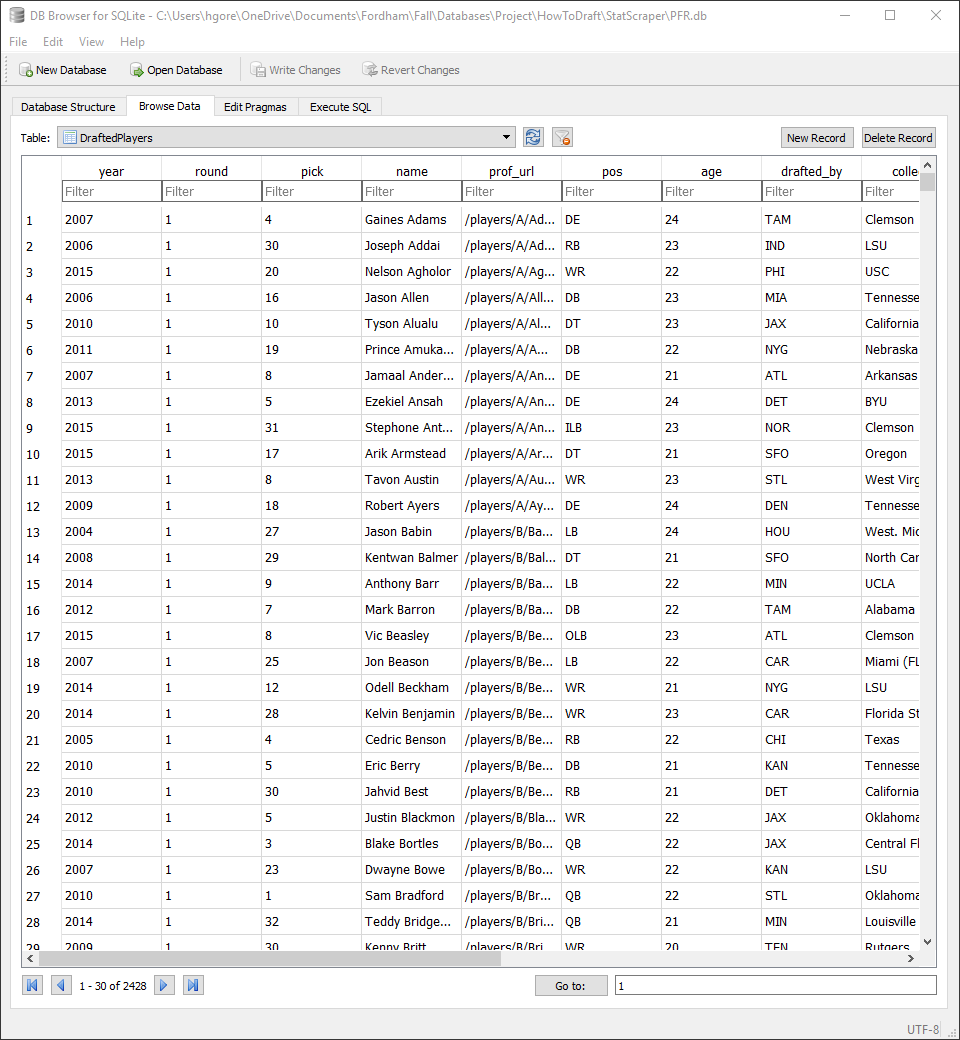 DB Browser for SQLite - C:\Users\hgore\OneDrive\Documents\Fordham\Fall\Databases\Project\HowToDraft\StatScraper\PFR.db
File Edit View Help
New Database Open Database Write Changes Revert Changes
Database Structure Browse Data Edit Pragmas Execute SQL
Table: DraftedPlayers New Record Delete Record
year round pick name prof_url pos age drafted_by colle
Filter Filter Filter Filter Filter Filter Filter Filter Filter
1 2007 1 4 Gaines Adams /players/A/Ad... DE 24 TAM Clemson
2 2006 1 30 Joseph Addai /players/A/Ad... RB 23 IND LSU
3 2015 1 20 Nelson Agholor /players/A/Ag... WR 22 PHI USC
4 2006 1 16 Jason Allen /players/A/All... DB 23 MIA Tennesse
5 2010 1 10 Tyson Alualu /players/A/Al... DT 23 JAX California
6 2011 1 19 Prince Amuka... /players/A/A... DB 22 NYG Nebraska
7 2007 1 8 Jamaal Ander... /players/A/An... DE 21 ATL Arkansas
8 2013 1 5 Ezekiel Ansah /players/A/An... DE 24 DET BYU
9 2015 1 31 Stephone Ant... /players/A/An... ILB 23 NOR Clemson
10 2015 1 17 Arik Armstead /players/A/Ar... DT 21 SFO Oregon
11 2013 1 8 Tavon Austin /players/A/Au... WR 23 STL West Virg
12 2009 1 18 Robert Ayers /players/A/Ay... DE 24 DEN Tennesse
13 2004 1 27 Jason Babin /players/B/Ba... LB 24 HOU West. Mic
14 2008 1 29 Kentwan Balmer /players/B/Bal... DT 21 SFO North Car
15 2014 1 9 Anthony Barr /players/B/Ba... LB 22 MIN UCLA
16 2012 1 7 Mark Barron /players/B/Ba... DB 22 TAM Alabama
17 2015 1 8 Vic Beasley /players/B/Be... OLB 23 ATL Clemson
18 2007 1 25 Jon Beason /players/B/Be... LB 22 CAR Miami (FL
19 2014 1 12 Odell Beckham /players/B/Be... WR 21 NYG LSU
20 2014 1 28 Kelvin Benjamin /players/B/Be... WR 23 CAR Florida St
21 2005 1 4 Cedric Benson /players/B/Be... RB 22 CHI Texas
22 2010 1 5 Eric Berry /players/B/Be... DB 21 KAN Tennesse
23 2010 1 30 Jahvid Best /players/B/Be... RB 21 DET California
24 2012 1 5 Justin Blackmon /players/B/Bla... WR 22 JAX Oklahoma
25 2014 1 3 Blake Bortles /players/B/Bo... QB 22 JAX Central Fl
26 2007 1 23 Dwayne Bowe /players/B/Bo... WR 22 KAN LSU
27 2010 1 1 Sam Bradford /players/B/Br... QB 22 STL Oklahoma
28 2014 1 32 Teddy Bridge... /players/B/Bri... QB 21 MIN Louisville
29 2009 1 30 Kenny Britt /players/B/Bri... WR 20 TEN Rutgers
1 - 30 of 2428 Go to: 1
UTF-8